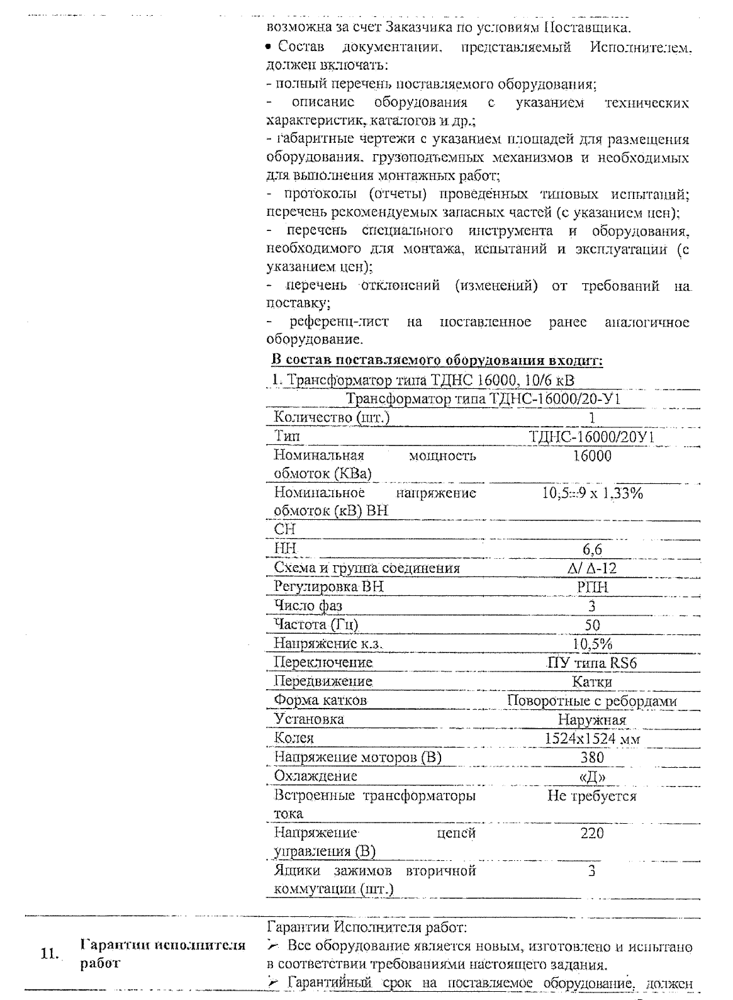 возможна за счет Заказчика по условиям Поставщика.
• Состав документации, представляемый Исполнителем,
должен включать:
- полный перечень поставляемого оборудования;
- описание оборудования с указанием технических
характеристик, каталогов и др.;
- габаритные чертежи с указанием площадей для размещения
оборудования, грузоподъемных механизмов и необходимых
для выполнения монтажных работ;
- протоколы (отчеты) проведённых типовых испытаний;
перечень рекомендуемых запасных частей (с указанием цен);
- перечень специального инструмента и оборудования,
необходимого для монтажа, испытаний и эксплуатации (с
указанием цен);
- перечень отклонений (изменений) от требований на
поставку;
- референц-лист на поставленное ранее аналогичное
оборудование.
В состав поставляемого оборудования входит:
1. Трансформатор типа ТДНС 16000, 10/6 кВ
Трансформатор типа ТДНС-16000/20-У1
Количество (шт.) 1
Тип ТДНС-16000/20У1
Номинальная мощность 16000
обмоток (КВа)
Номинальное напряжение 10,5±9 х 1,33%
обмоток (кВ) ВН
СН
НН 6,6
Схема и группа соединения Δ/ Δ-12
Регулировка ВН РПН
Число фаз 3
Частота (Гц) 50
Напряжение к.з. 10,5%
Переключение ПУ типа RS6
Передвижение Катки
Форма катков Поворотные с ребордами
Установка Наружная
Колея 1524х1524 мм
Напряжение моторов (В) 380
Охлаждение «Д»
Встроенные трансформаторы Не требуется
тока
Напряжение цепей 220
управления (В)
Ящики зажимов вторичной 3
коммутации (шт.)
11. Гарантии исполнителя
работ
Гарантии Исполнителя работ:
➢ Все оборудование является новым, изготовлено и испытано
в соответствии требованиями настоящего задания.
➢ Гарантийный срок на поставляемое оборудование, должен